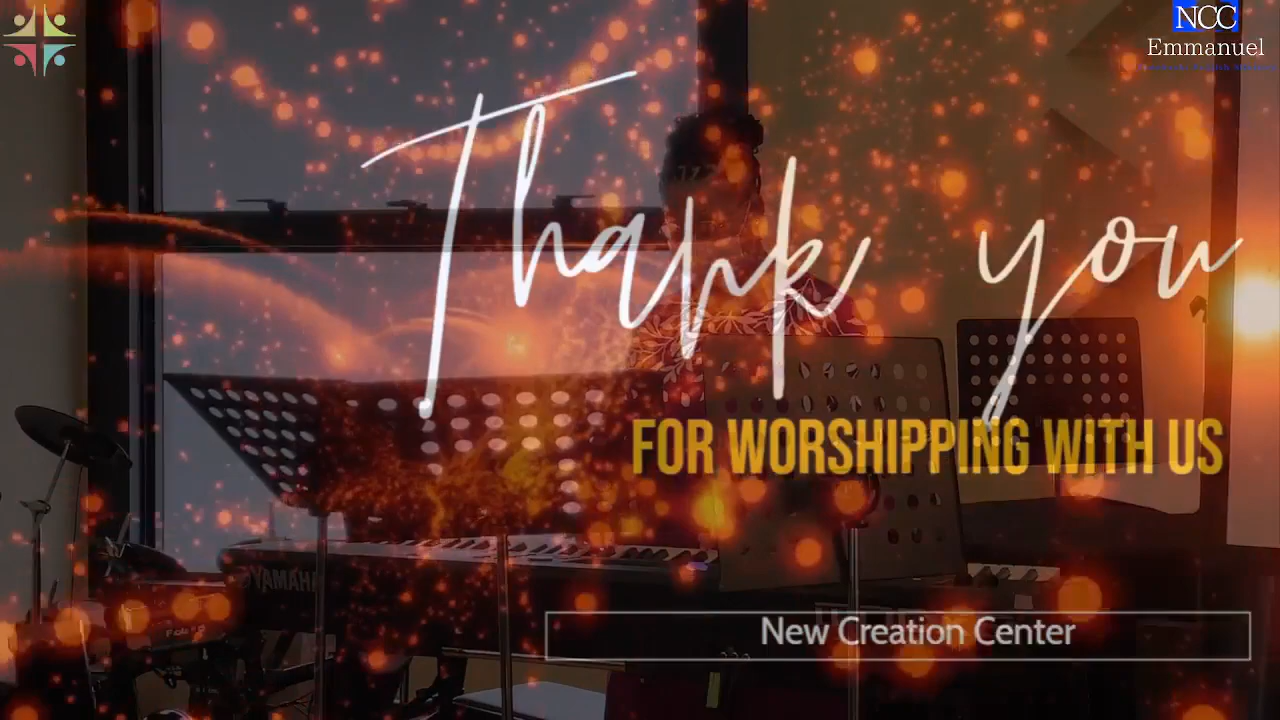 NCC
Emmanuel
Thank you
FOR WORSHIPPING WITH US
YAMAHA
New Creation Center